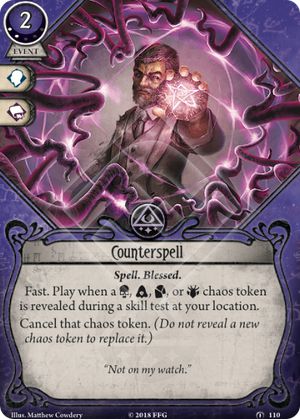 2
EVENT
Counterspell
Spell. Blessed.
Fast. Play when a , , , or chaos token
is revealed during a skill test at your location.
Cancel that chaos token. (Do not reveal a new
chaos token to replace it.)
"Not on my watch."
Illus. Matthew Cowdery
© 2018 FFG
110